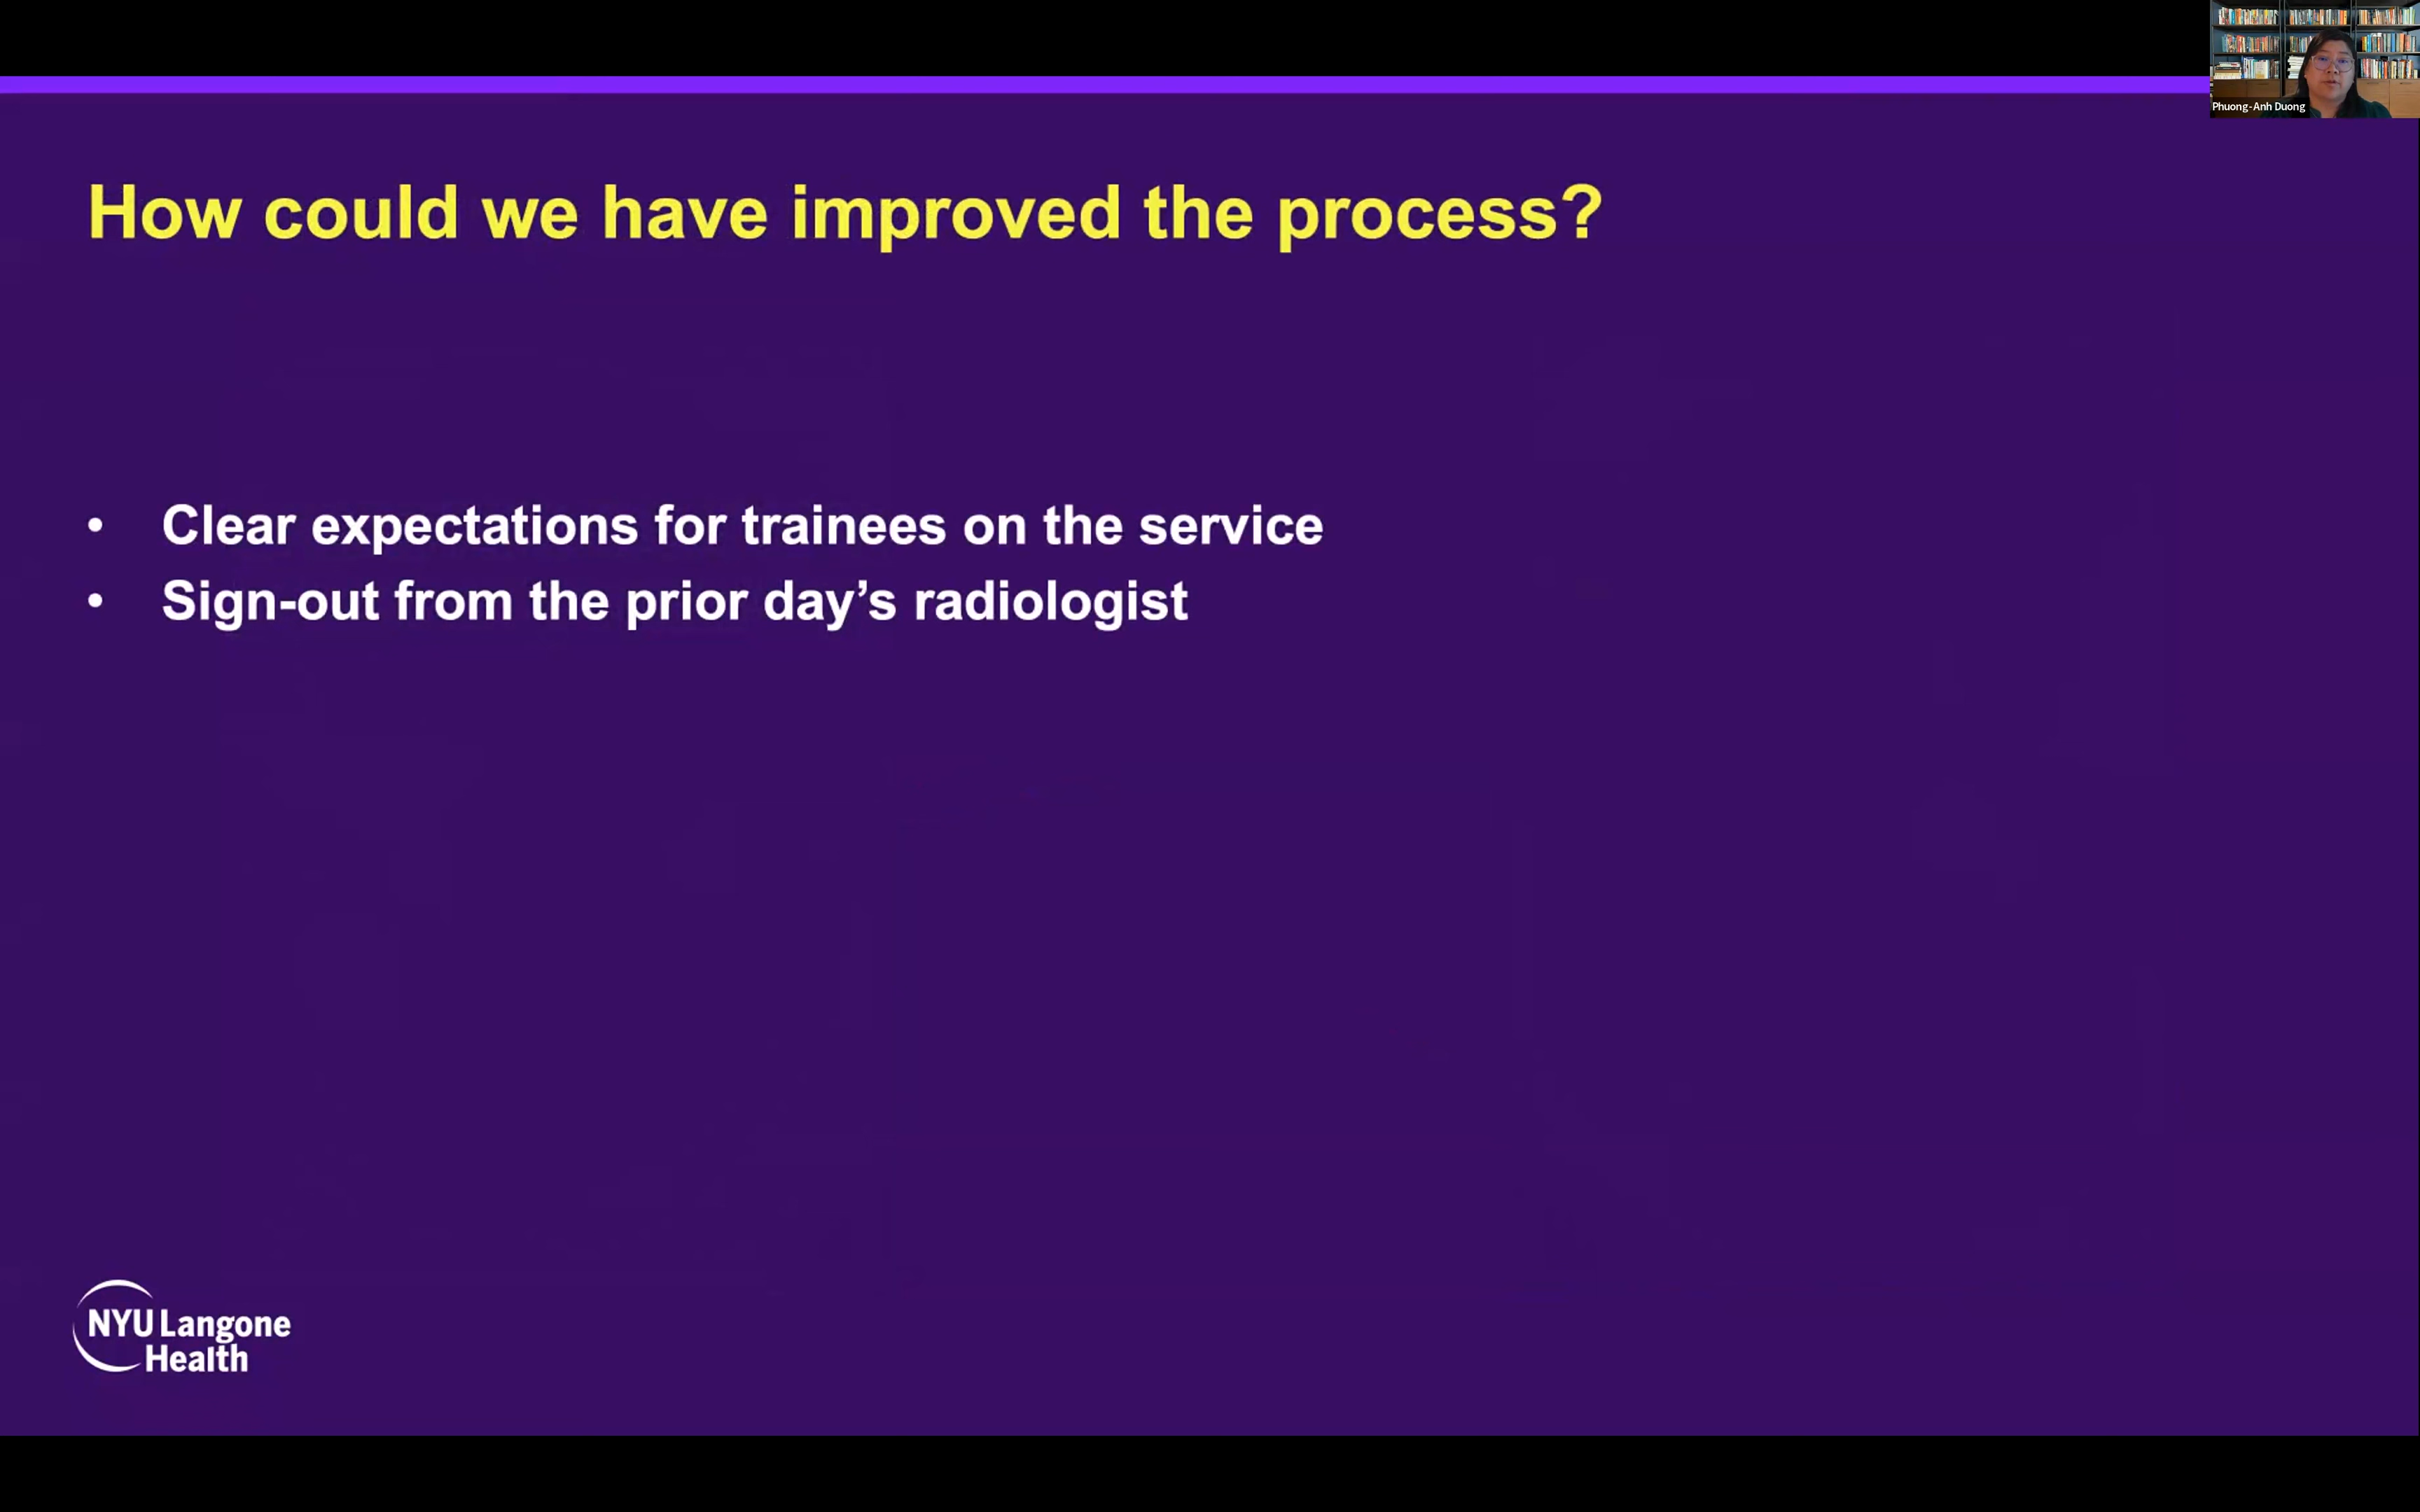 Phuong-Anh Duong
How could we have improved the process?
• Clear expectations for trainees on the service
• Sign-out from the prior day’s radiologist
NYU Langone
Health